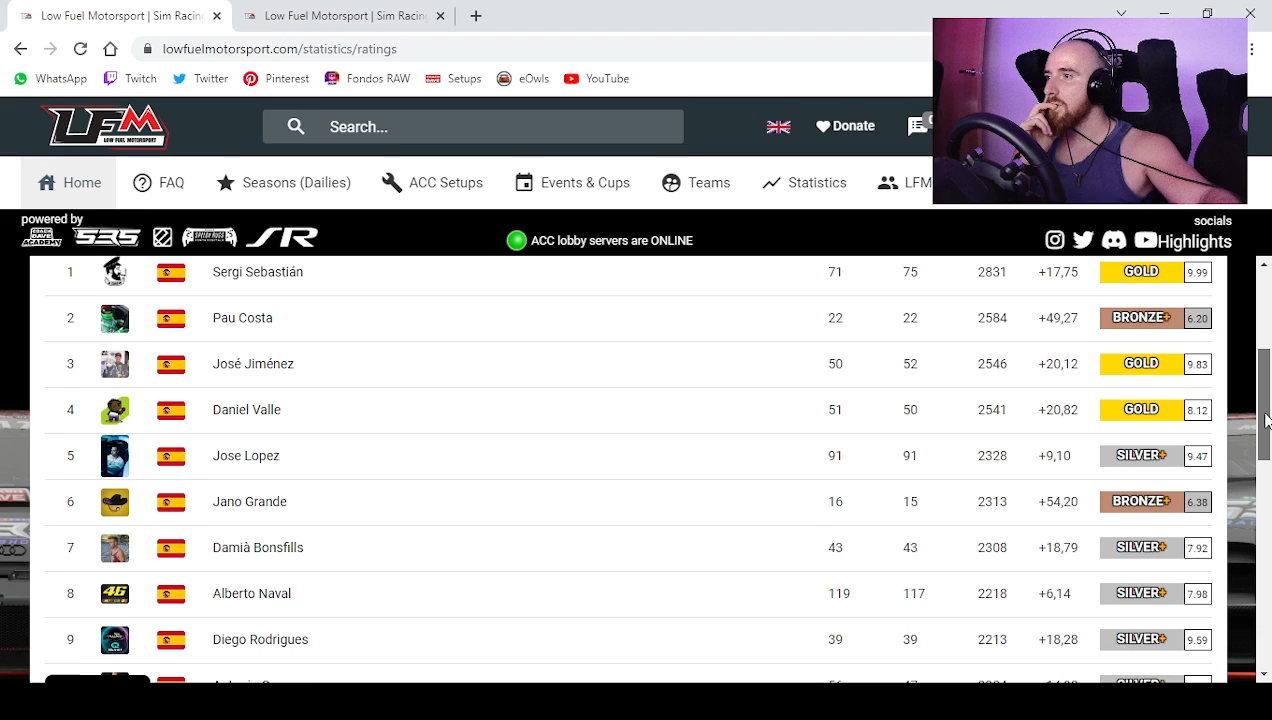 Low Fuel Motorsport | Sim Racing
Low Fuel Motorsport | Sim Racing
lowfuelmotorsport.com/statistics/ratings
WhatsApp Twitch Twitter Pinterest Fondos RAW Setups eOwls YouTube
LFM LOW FUEL MOTORSPORT Search... Donate
Home FAQ Seasons (Dailies) ACC Setups Events & Cups Teams Statistics LFM
powered by socials
COACH DAVE ACADEMY S35 SR ACC lobby servers are ONLINE Highlights
1 Sergi Sebastián 71 75 2831 +17,75 GOLD 9.99
2 Pau Costa 22 22 2584 +49,27 BRONZE+ 6.20
3 José Jiménez 50 52 2546 +20,12 GOLD 9.83
4 Daniel Valle 51 50 2541 +20,82 GOLD 8.12
5 Jose Lopez 91 91 2328 +9,10 SILVER+ 9.47
6 Jano Grande 16 15 2313 +54,20 BRONZE+ 6.38
7 Damià Bonsfills 43 43 2308 +18,79 SILVER+ 7.92
8 46 Alberto Naval 119 117 2218 +6,14 SILVER+ 7.98
9 Diego Rodrigues 39 39 2213 +18,28 SILVER+ 9.59